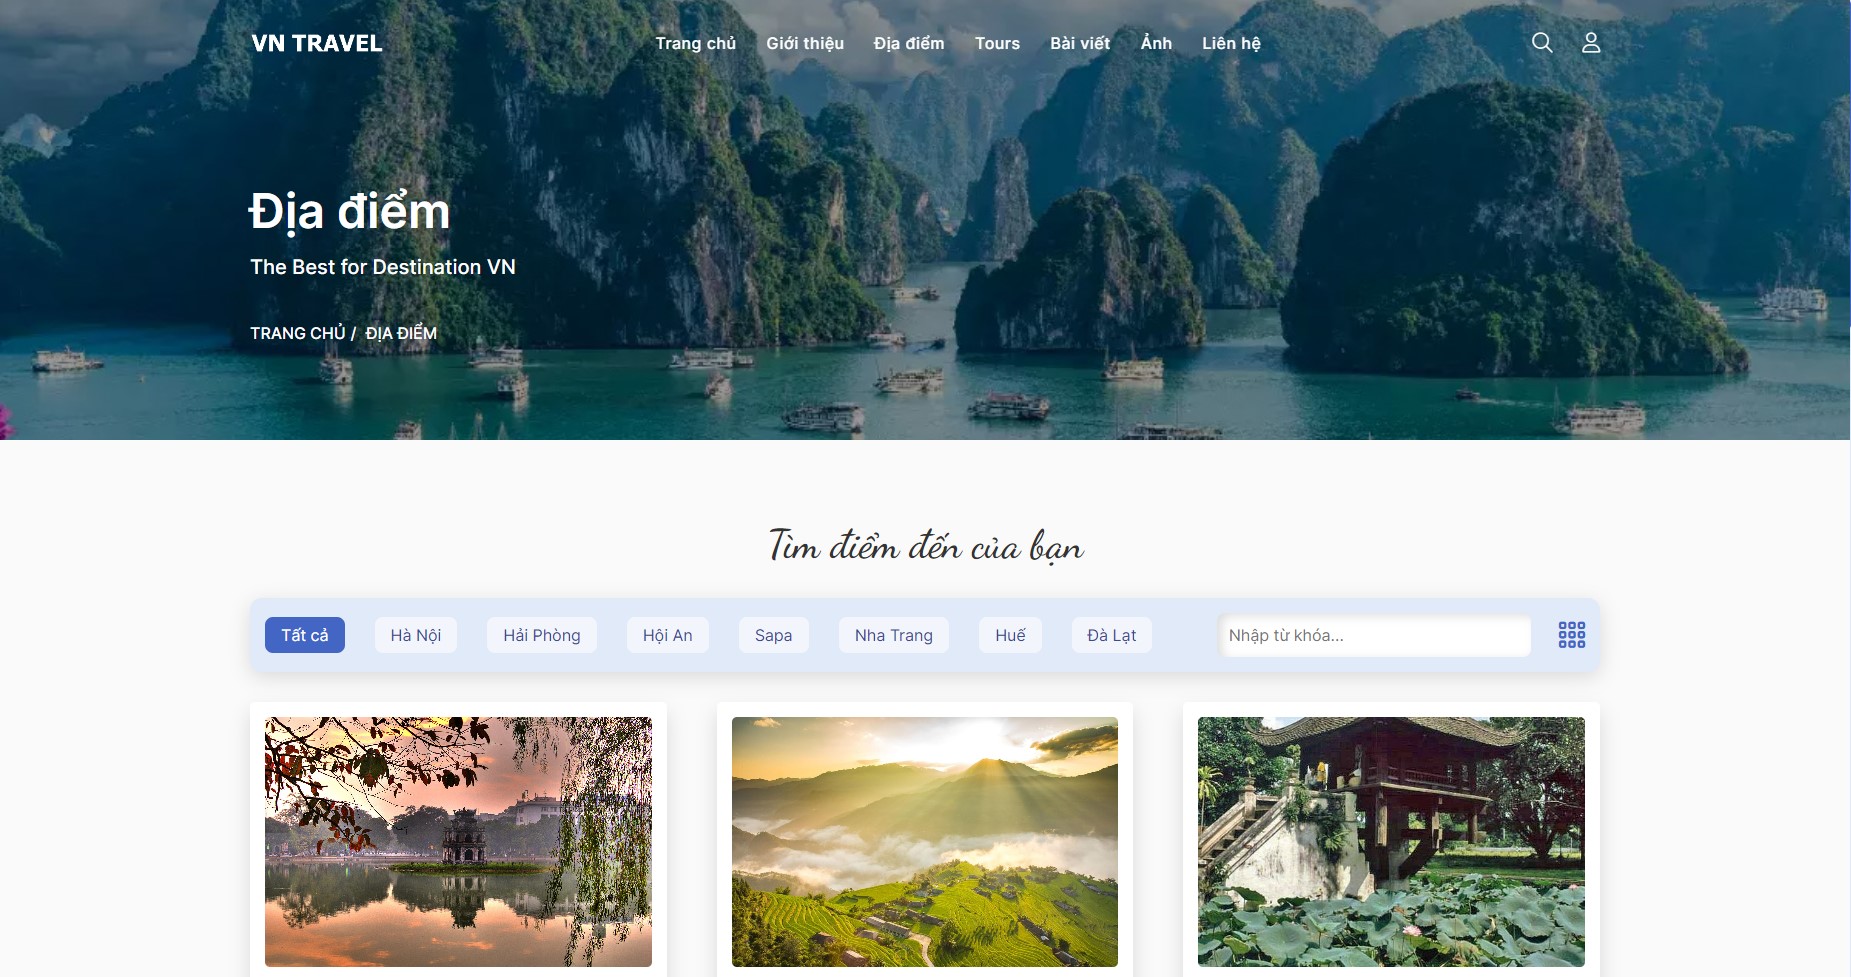 VN TRAVEL
Trang chủ Giới thiệu Địa điểm Tours Bài viết Ảnh Liên hệ
Địa điểm
The Best for Destination VN
TRANG CHỦ / ĐỊA ĐIỂM
Tìm điểm đến của bạn
Tất cả Hà Nội Hải Phòng Hội An Sapa Nha Trang Huế Đà Lạt Nhập từ khóa...